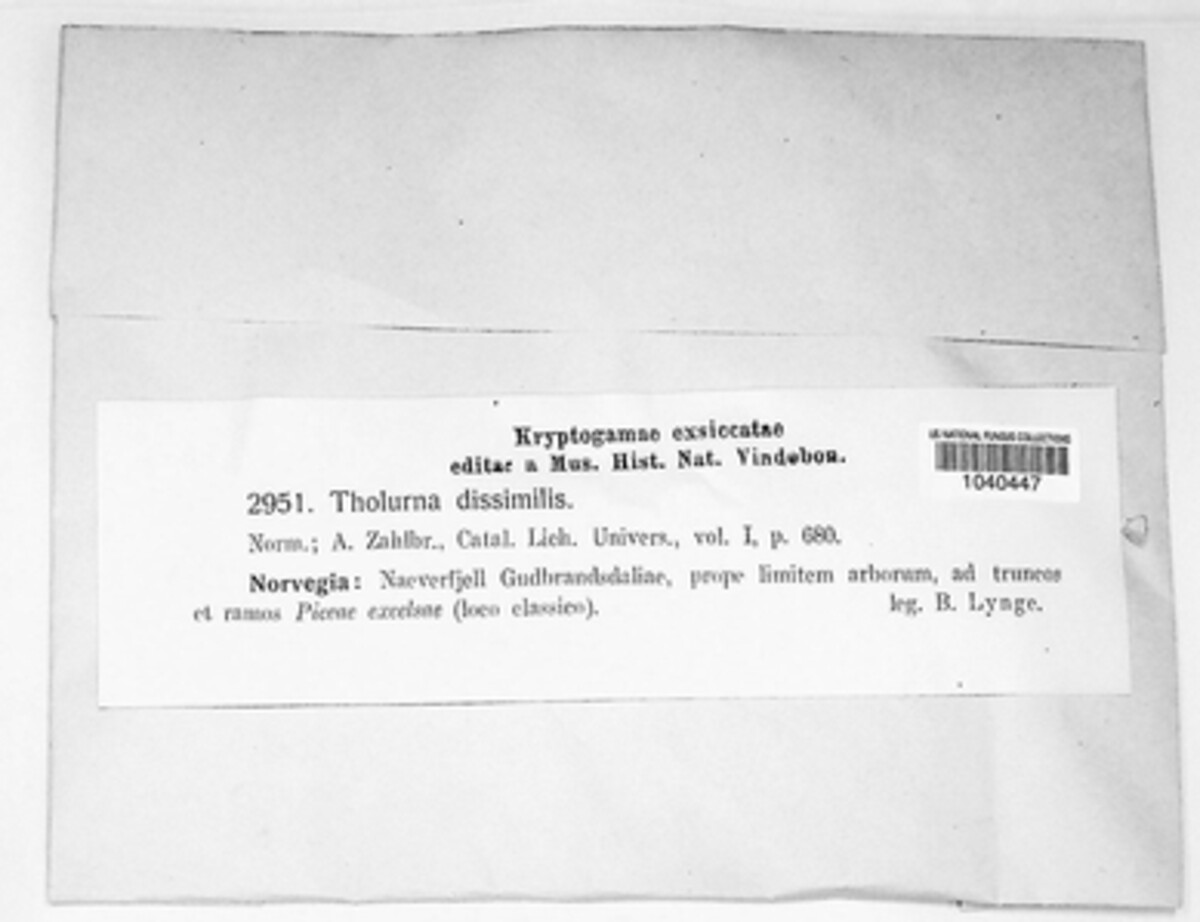 Kryptogamae exsiccatae
editae a Mus. Hist. Nat. Vindobon.
US NATIONAL FUNGUS COLLECTIONS
1040447
2951. Tholurna dissimilis.
Norm.; A. Zahlbr., Catal. Lich. Univers., vol. I, p. 680.
Norvegia: Naeverfjell Gudbrandsdaliae, prope limitem arborum, ad truncos
et ramos Piceae excelsae (loco classico). leg. B. Lynge.